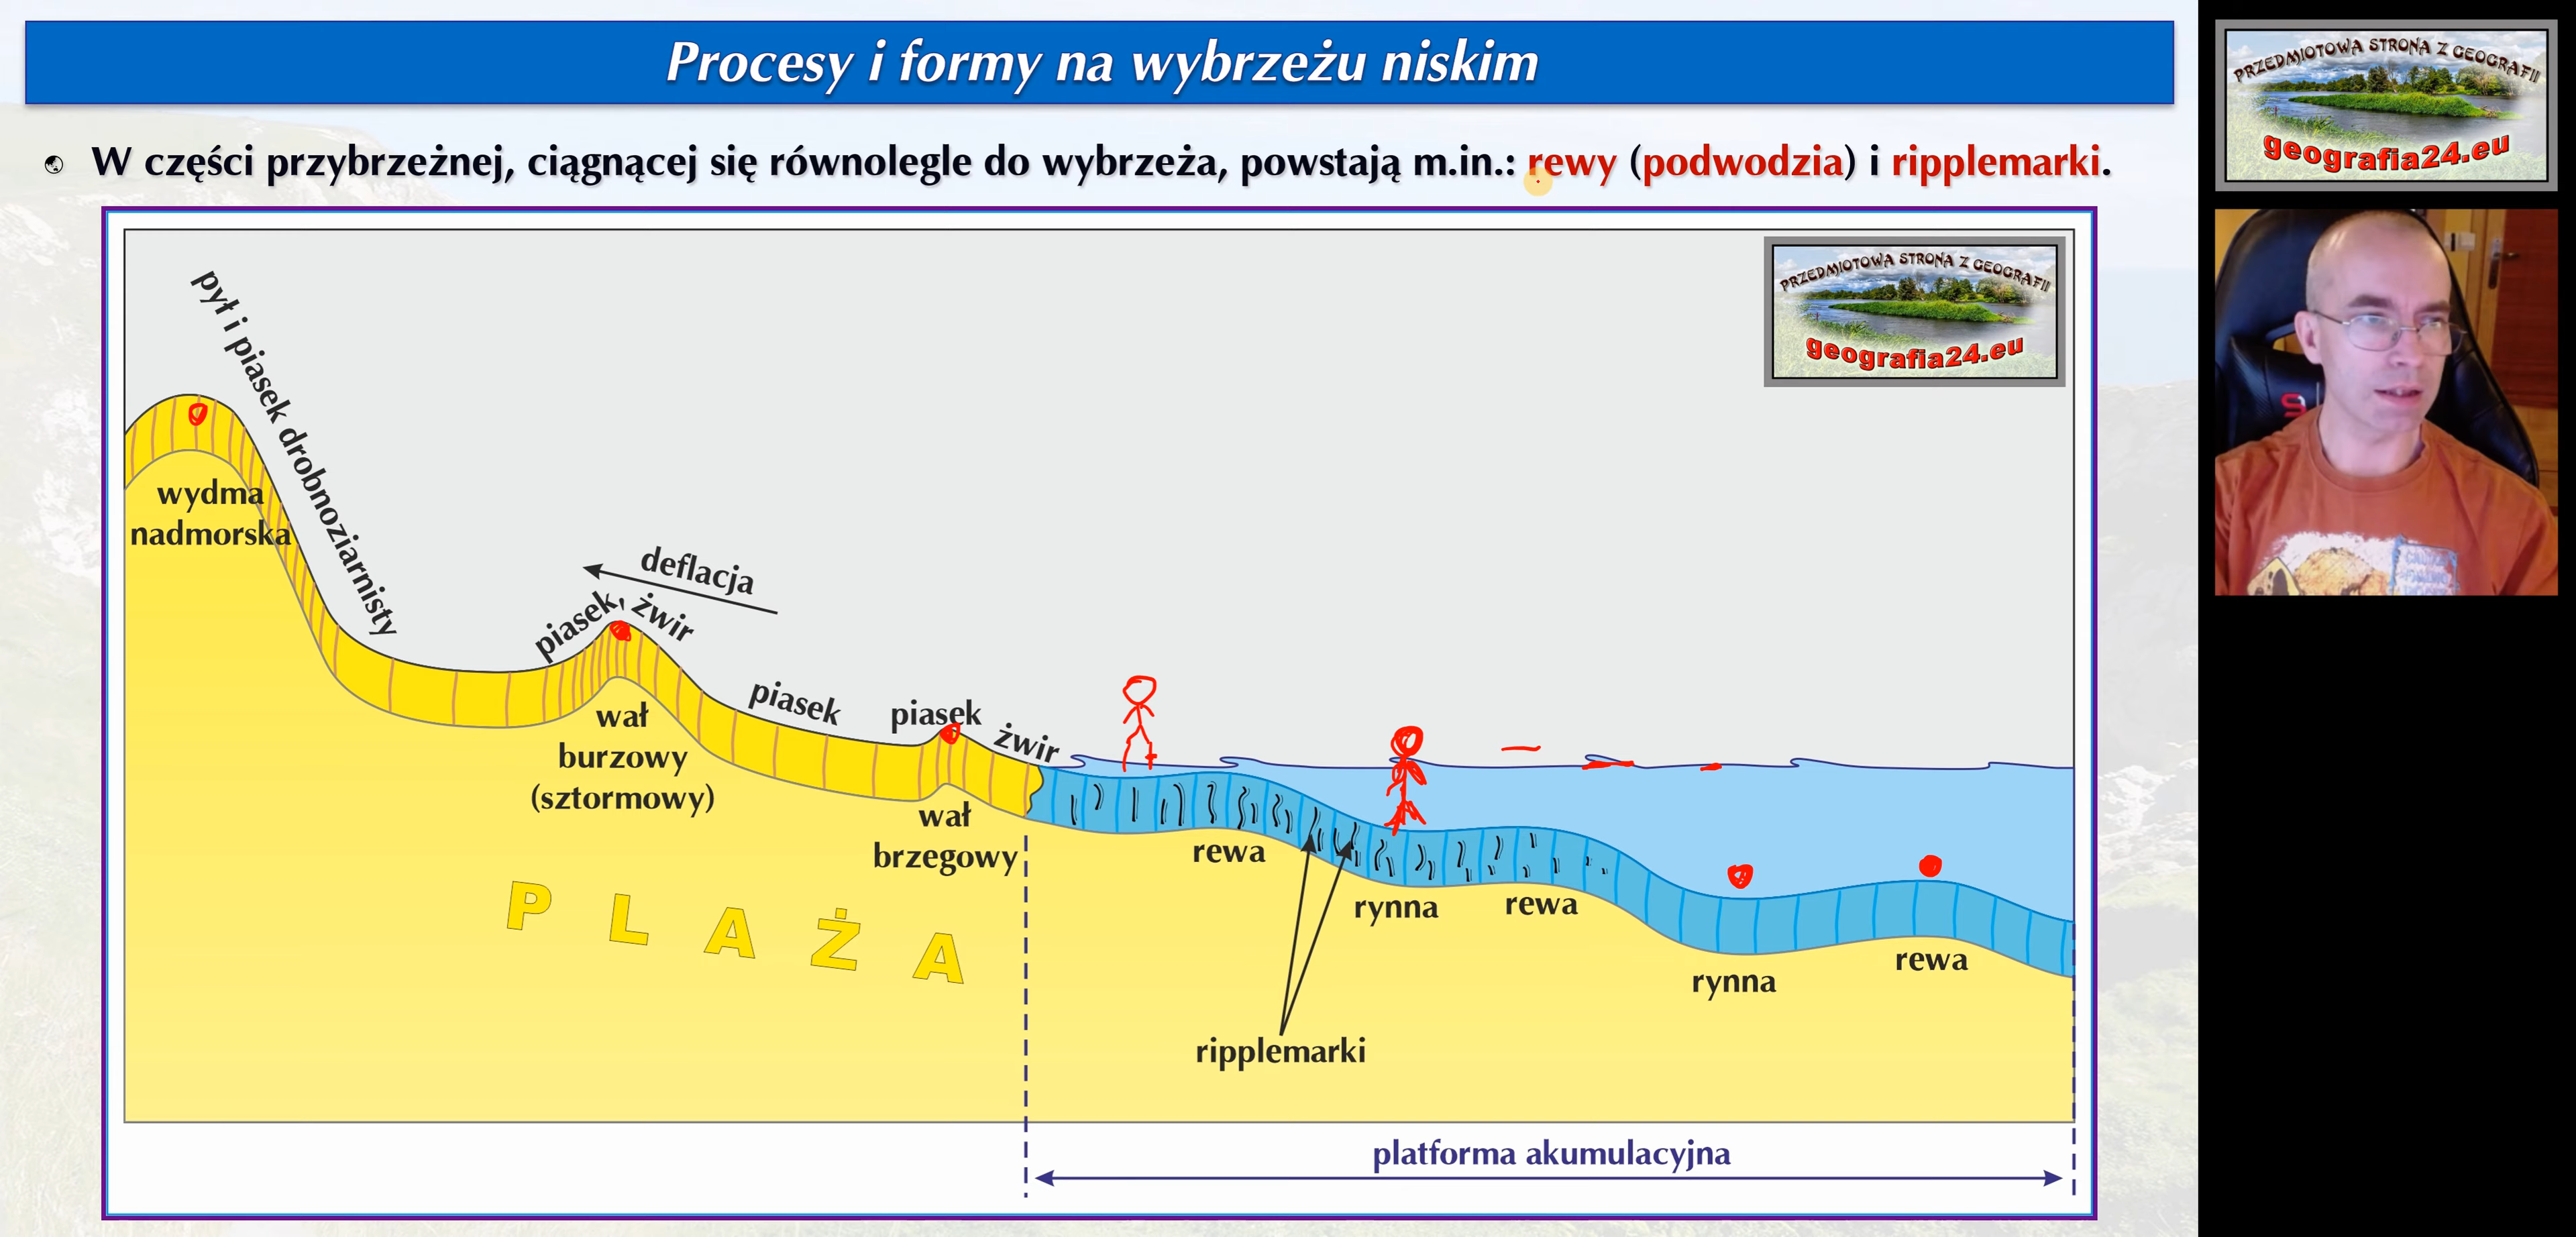 Procesy i formy na wybrzeżu niskim
W części przybrzeżnej, ciągnącej się równolegle do wybrzeża, powstają m.in.: rewy (podwodzia) i ripplemarki.
PRZEDMIOTOWA STRONA Z GEOGRAFII
geografia24.eu
PRZEDMIOTOWA STRONA Z GEOGRAFII
geografia24.eu
pył i piasek drobnoziarnisty
wydma
nadmorska
deflacja
piasek, żwir
wał
burzowy
(sztormowy)
piasek
piasek
żwir
wał
brzegowy
PLAŻA
rewa
rynna
rewa
rynna
rewa
ripplemarki
platforma akumulacyjna